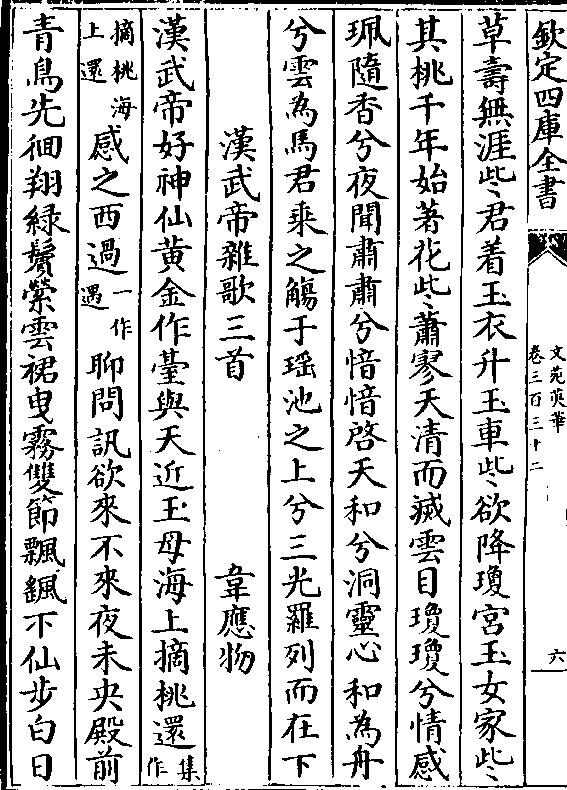 欽定四庫全書
文苑英華
卷三百三十二
六
草壽無涯些君着玉衣升玉車些欲降瓊宮玉女家些
其桃千年始著花些蕭寥天清而滅雲目瓊瓊兮情感
珮隨香兮夜聞肅肅兮愔愔啓天和兮洞靈心和為舟
兮雲為馬君乘之觴于瑶池之上兮三光羅列而在下
漢武帝雜歌三首
韋應物
漢武帝好神仙黄金作臺與天近王母海上摘桃還集作
摘桃海上還感之西過一作遇聊問訊欲來不來夜未央殿前
青鳥先徊翔緑鬢縈雲裙曳霧雙節飄颻下仙步白日